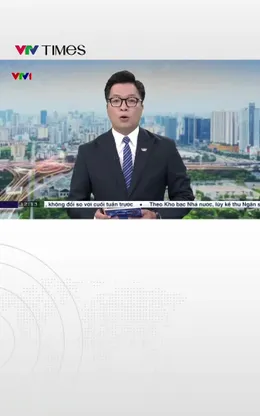 VTV TIMES
VTV1
, không đổi so với cuối tuần trước • Theo Kho bạc Nhà nước, lũy kế thu Ngân s